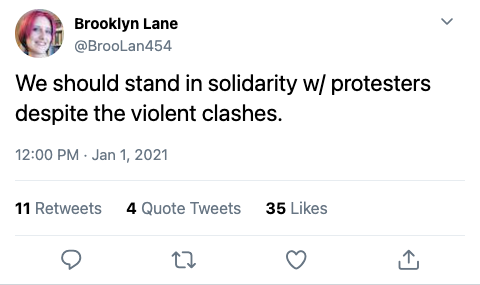 Brooklyn Lane
@BrooLan454
We should stand in solidarity w/ protesters
despite the violent clashes.
12:00 PM · Jan 1, 2021
11 Retweets 4 Quote Tweets 35 Likes